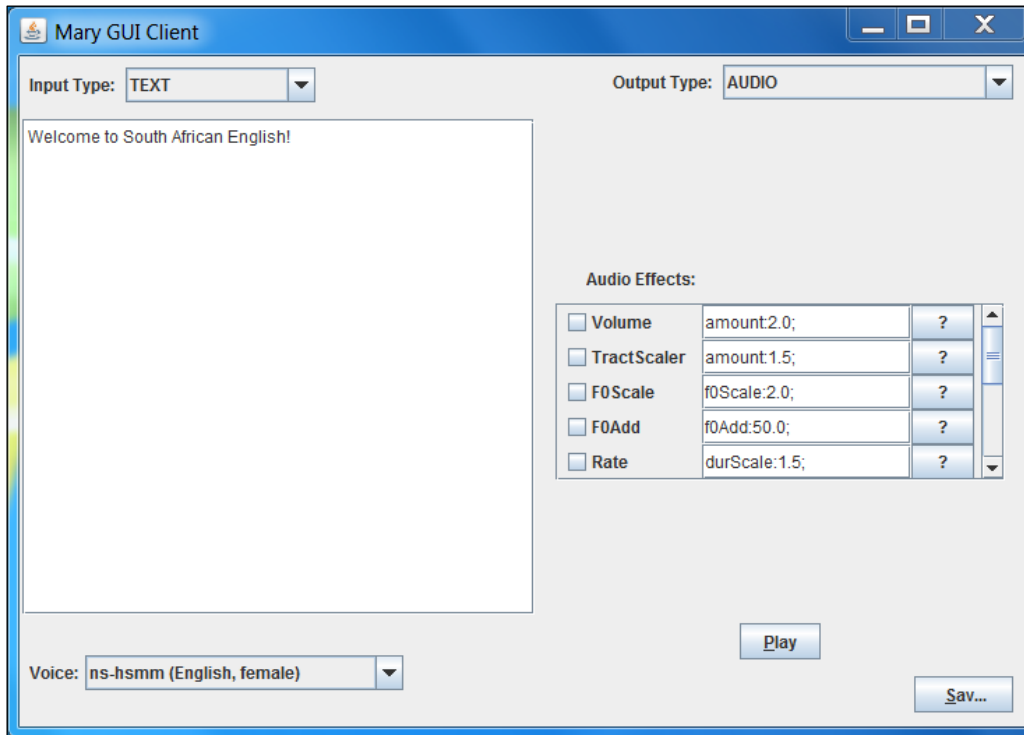 Mary GUI Client
Input Type: TEXT
Output Type: AUDIO
Welcome to South African English!
Audio Effects:
Volume amount:2.0; ?
TractScaler amount:1.5; ?
F0Scale f0Scale:2.0; ?
F0Add f0Add:50.0; ?
Rate durScale:1.5; ?
Play
Voice: ns-hsmm (English, female)
Sav...